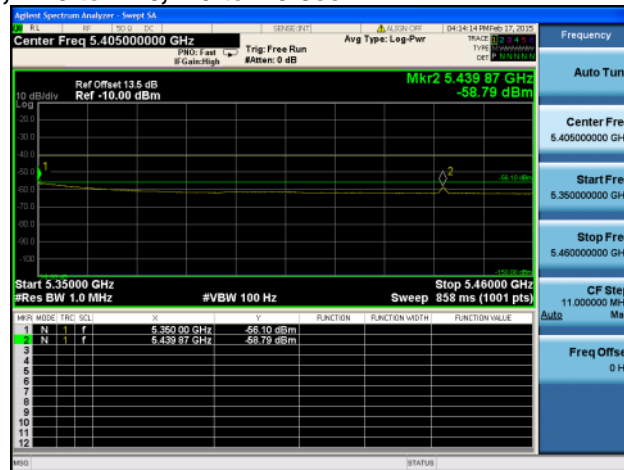 Agilent Spectrum Analyzer - Swept SA
RL RF 50 Ω DC SENSE:INT ALIGN OFF 04:14:14 PM Feb 17, 2015
Center Freq 5.405000000 GHz
PNO: Fast
IFGain:High
Trig: Free Run
#Atten: 0 dB
Avg Type: Log-Pwr
TRACE 1 2 3 4 5 6
TYPE
DET P N N N N N
Ref Offset 13.5 dB
10 dB/div Ref -10.00 dBm
Log
Mkr2 5.439 87 GHz
-58.79 dBm
-20.0
-30.0
-40.0
-50.0
-60.0
-70.0
-80.0
-90.0
-100
1
2
-56.10 dBm
-150.00 dBm
Start 5.35000 GHz
Stop 5.46000 GHz
#Res BW 1.0 MHz #VBW 100 Hz Sweep 858 ms (1001 pts)
MKR MODE TRC SCL X Y FUNCTION FUNCTION WIDTH FUNCTION VALUE
1 N 1 f 5.350 00 GHz -56.10 dBm
2 N 1 f 5.439 87 GHz -58.79 dBm
3
4
5
6
7
8
9
10
11
12
MSG STATUS
Frequency
Auto Tun
Center Fre
5.405000000 GH
Start Fre
5.350000000 GH
Stop Fre
5.460000000 GH
CF Ste
11.000000 MH
Auto Ma
Freq Offse
0 H